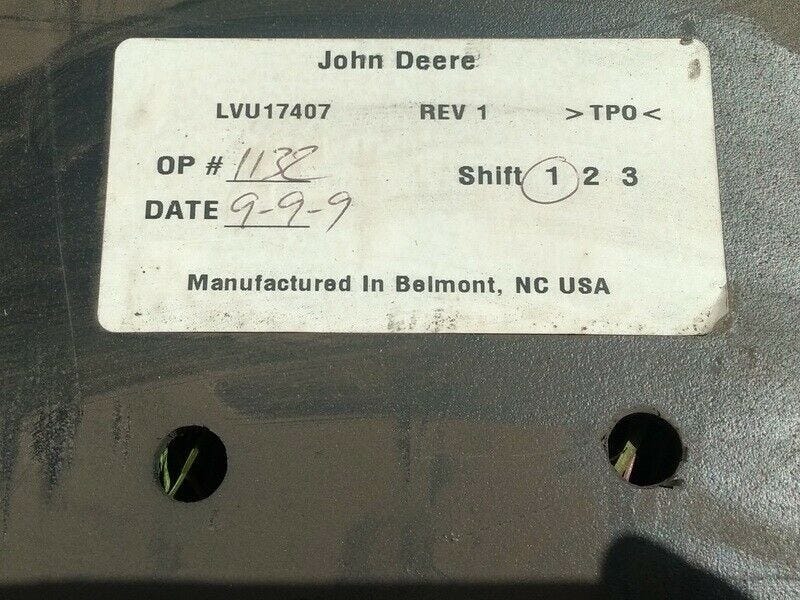 John Deere
LVU17407 REV 1 >TPO<
OP # 1132 Shift 1 2 3
DATE 9-9-9
Manufactured In Belmont, NC USA